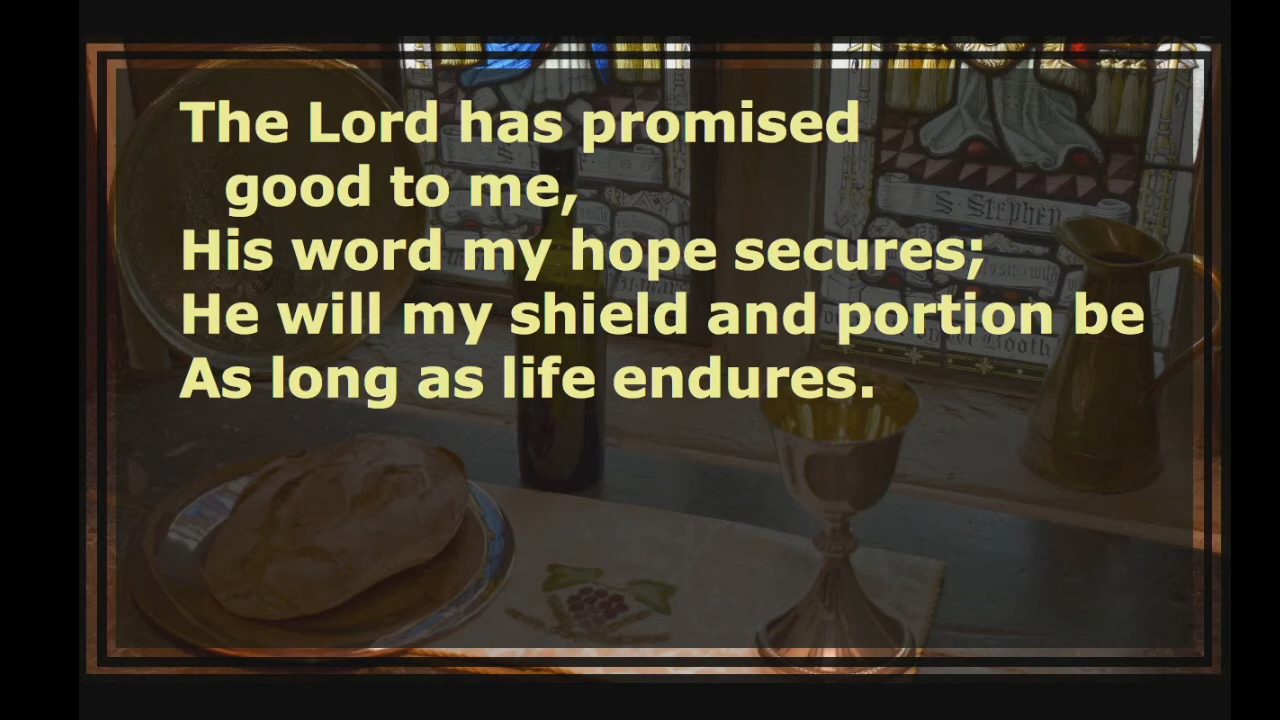 The Lord has promised
good to me,
His word my hope secures;
He will my shield and portion be
As long as life endures.
S. Stephen